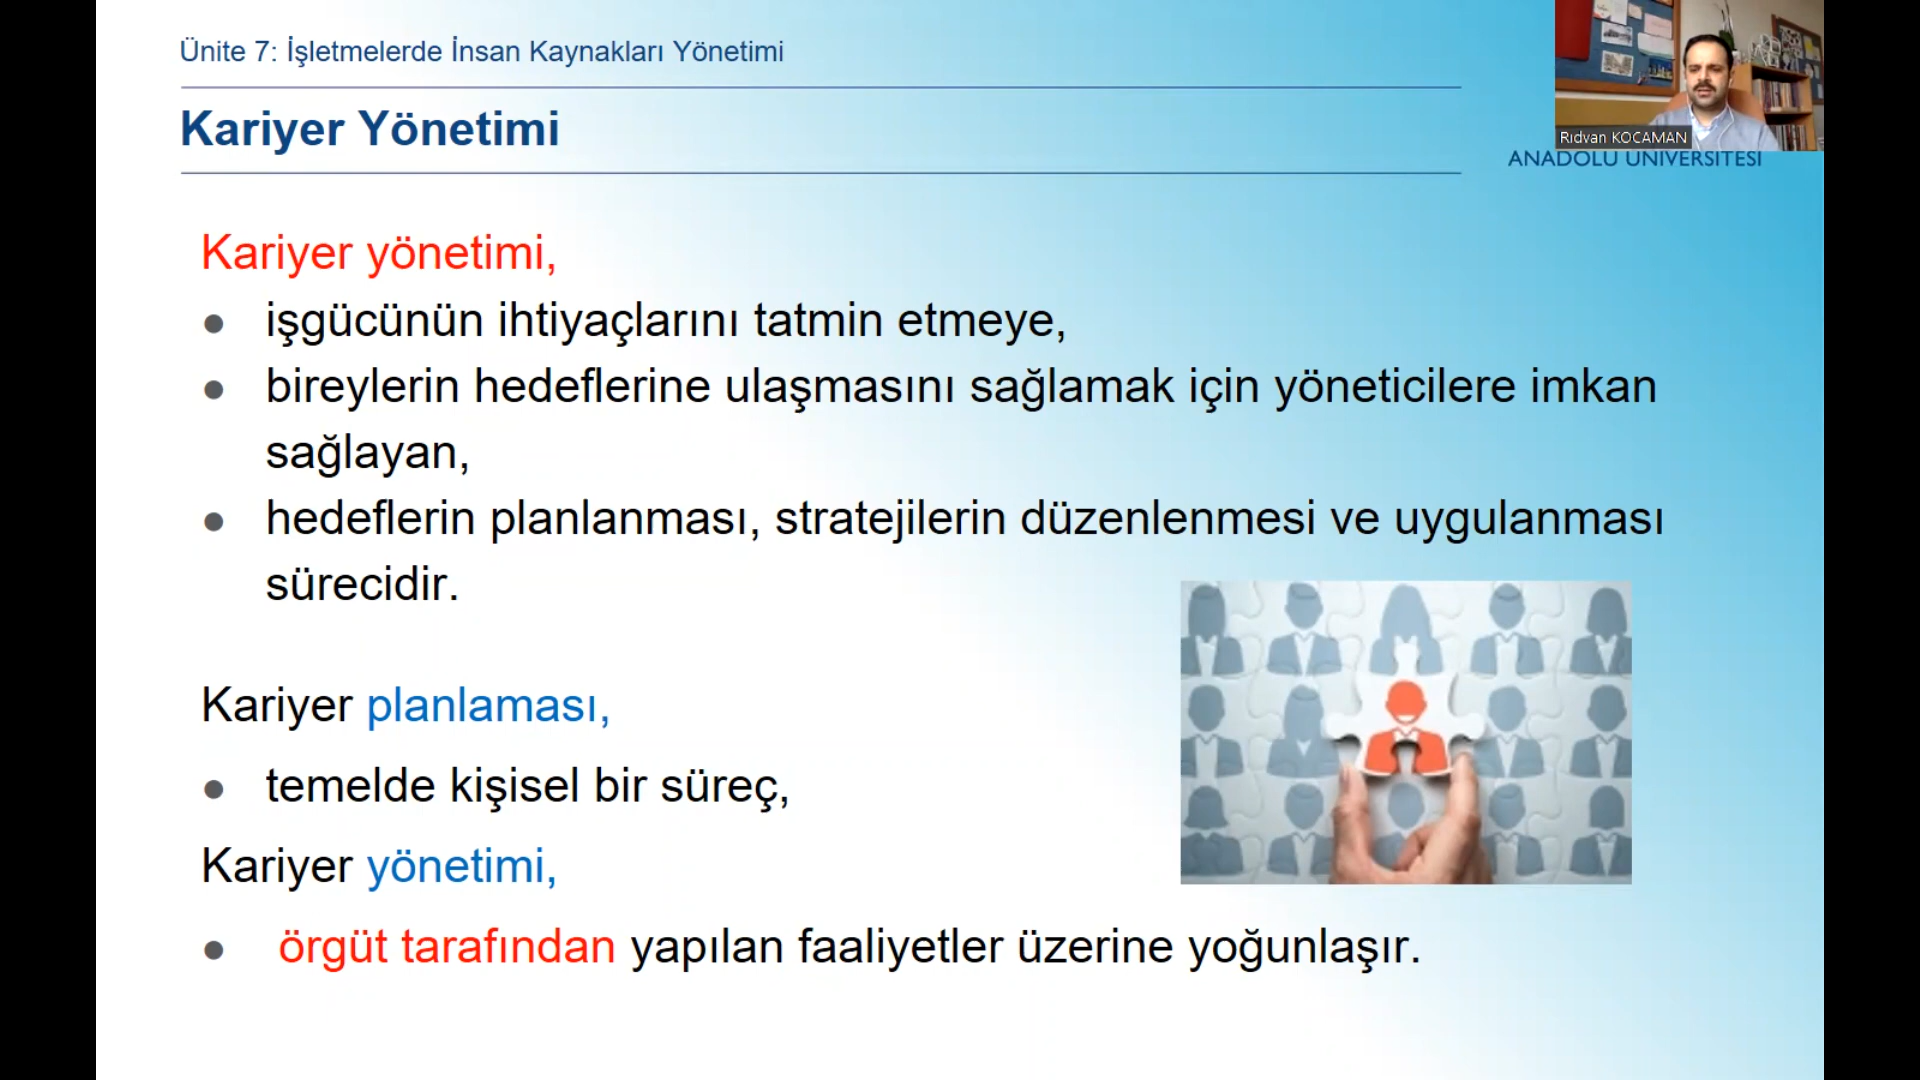 Ünite 7: İşletmelerde İnsan Kaynakları Yönetimi
Kariyer Yönetimi
Rıdvan KOCAMAN
ANADOLU ÜNİVERSİTESİ
Kariyer yönetimi,
● işgücünün ihtiyaçlarını tatmin etmeye,
● bireylerin hedeflerine ulaşmasını sağlamak için yöneticilere imkan
sağlayan,
● hedeflerin planlanması, stratejilerin düzenlenmesi ve uygulanması
sürecidir.
Kariyer planlaması,
● temelde kişisel bir süreç,
Kariyer yönetimi,
● örgüt tarafından yapılan faaliyetler üzerine yoğunlaşır.